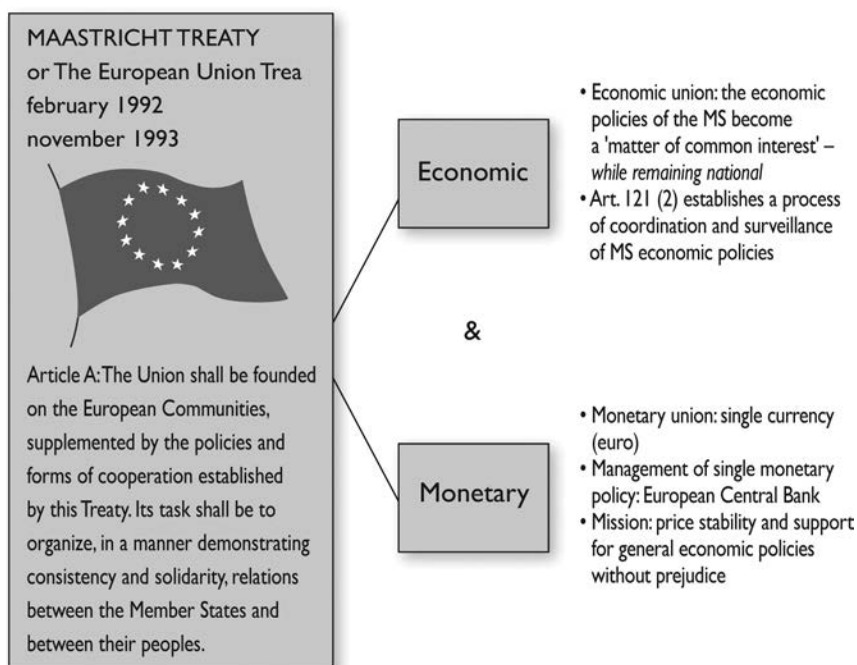 MAASTRICHT TREATY
or The European Union Trea
february 1992
november 1993
Article A: The Union shall be founded
on the European Communities,
supplemented by the policies and
forms of cooperation established
by this Treaty. Its task shall be to
organize, in a manner demonstrating
consistency and solidarity, relations
between the Member States and
between their peoples.
Economic
• Economic union: the economic
policies of the MS become
a 'matter of common interest' –
while remaining national
• Art. 121 (2) establishes a process
of coordination and surveillance
of MS economic policies
&
Monetary
• Monetary union: single currency
(euro)
• Management of single monetary
policy: European Central Bank
• Mission: price stability and support
for general economic policies
without prejudice